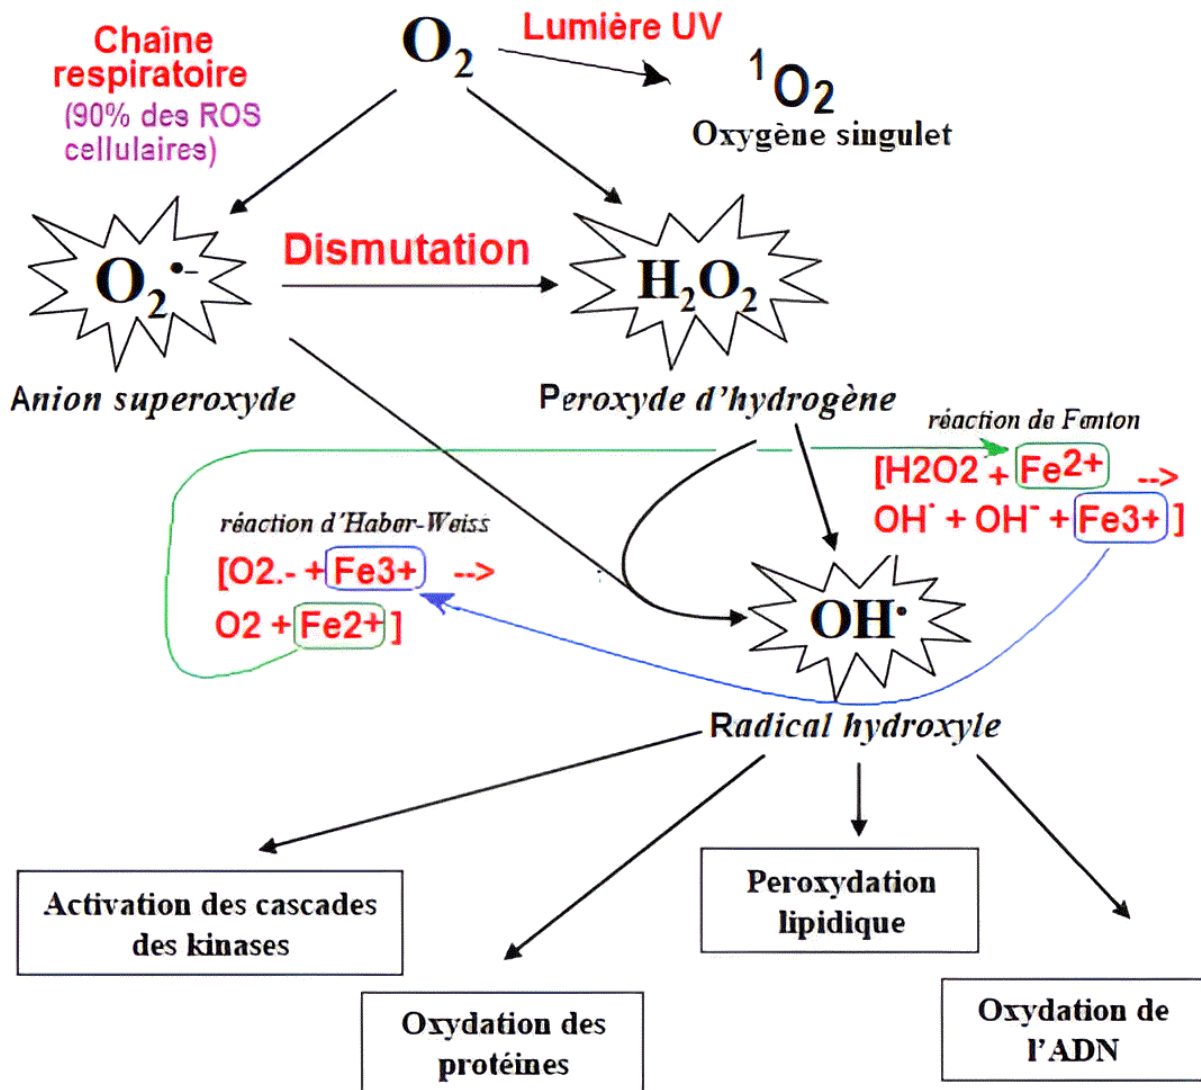 Chaîne
respiratoire
(90% des ROS
cellulaires)
O₂
Lumière UV
¹O₂
Oxygène singulet
O₂•-
Dismutation
H₂O₂
Anion superoxyde
Peroxyde d'hydrogène
réaction de Fenton
[H2O2 + Fe2+ -->
OH· + OH- + Fe3+ ]
réaction d'Haber-Weiss
[O2.- + Fe3+ -->
O2 + Fe2+ ]
OH•
Radical hydroxyle
Activation des cascades
des kinases
Peroxydation
lipidique
Oxydation des
protéines
Oxydation de
l'ADN